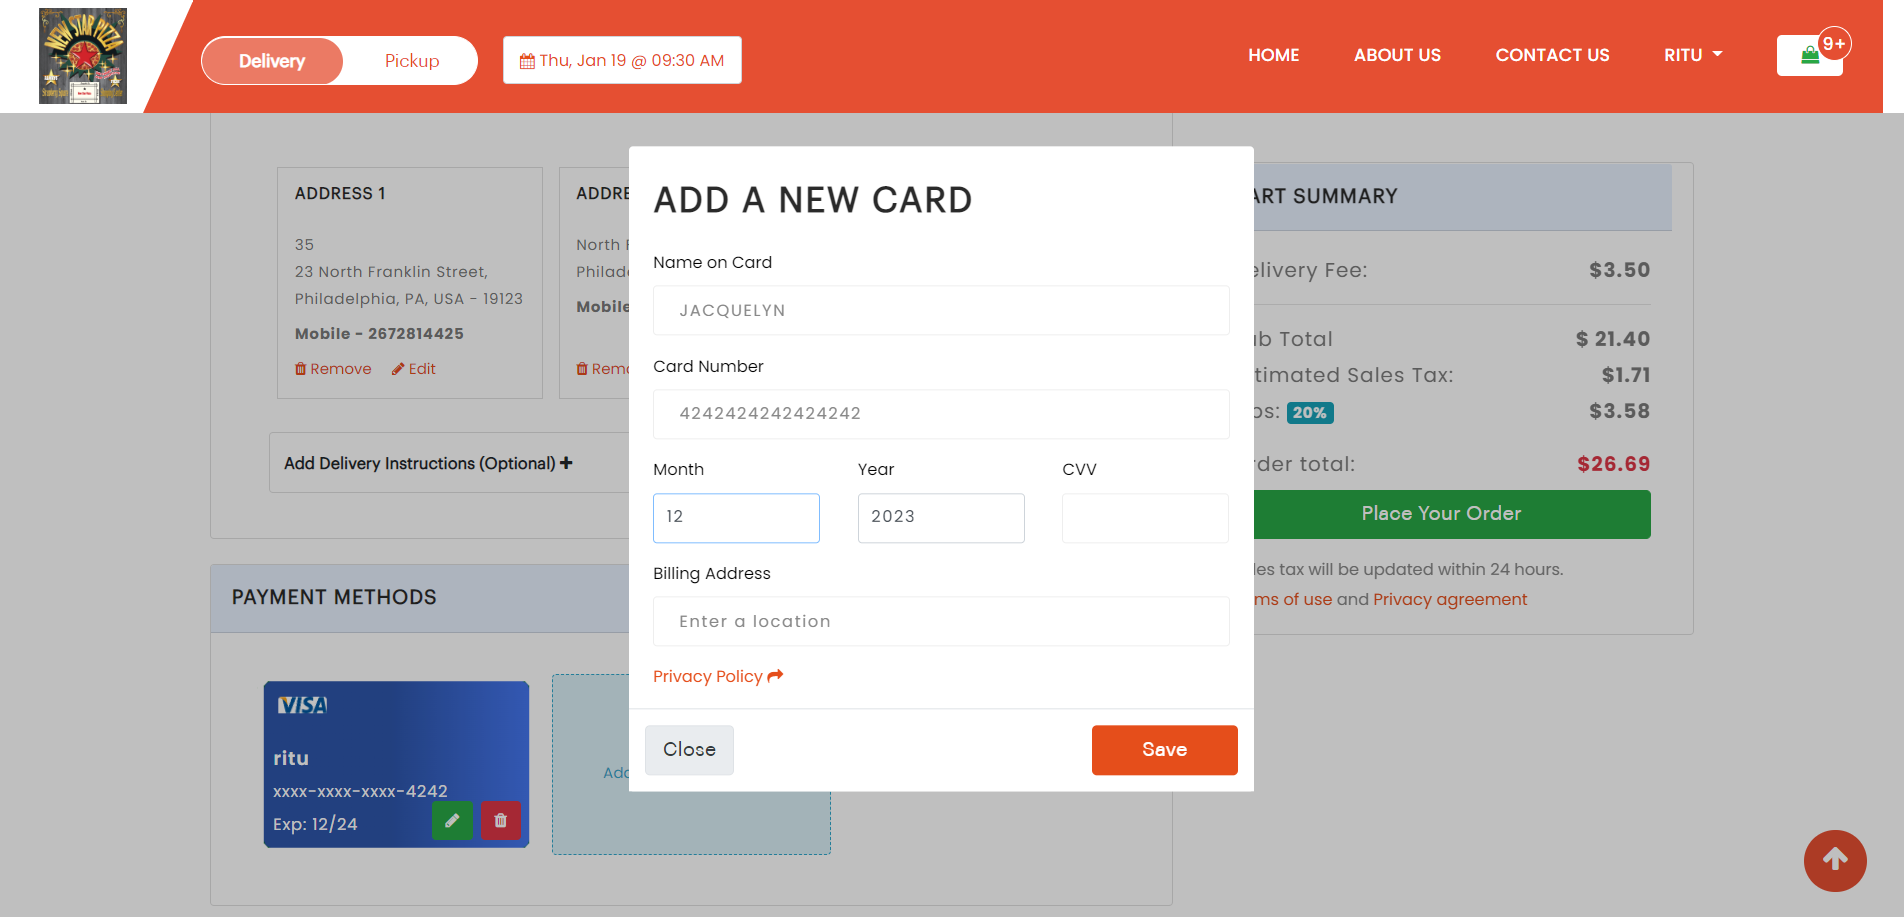 NEW STAR PIZZA
Delivery
Pickup
Thu, Jan 19 @ 09:30 AM
HOME
ABOUT US
CONTACT US
RITU
9+
ADDRESS 1
35
23 North Franklin Street,
Philadelphia, PA, USA - 19123
Mobile - 2672814425
Remove Edit
ADDRE
North F
Philad
Mobile
Remo
Add Delivery Instructions (Optional)
PAYMENT METHODS
VISA
ritu
xxxx-xxxx-xxxx-4242
Exp: 12/24
Add
ADD A NEW CARD
Name on Card
JACQUELYN
Card Number
4242424242424242
Month Year CVV
12 2023
Billing Address
Enter a location
Privacy Policy
Close Save
ART SUMMARY
elivery Fee: $3.50
ub Total $ 21.40
timated Sales Tax: $1.71
ps: 20% $3.58
rder total: $26.69
Place Your Order
les tax will be updated within 24 hours.
ms of use and Privacy agreement